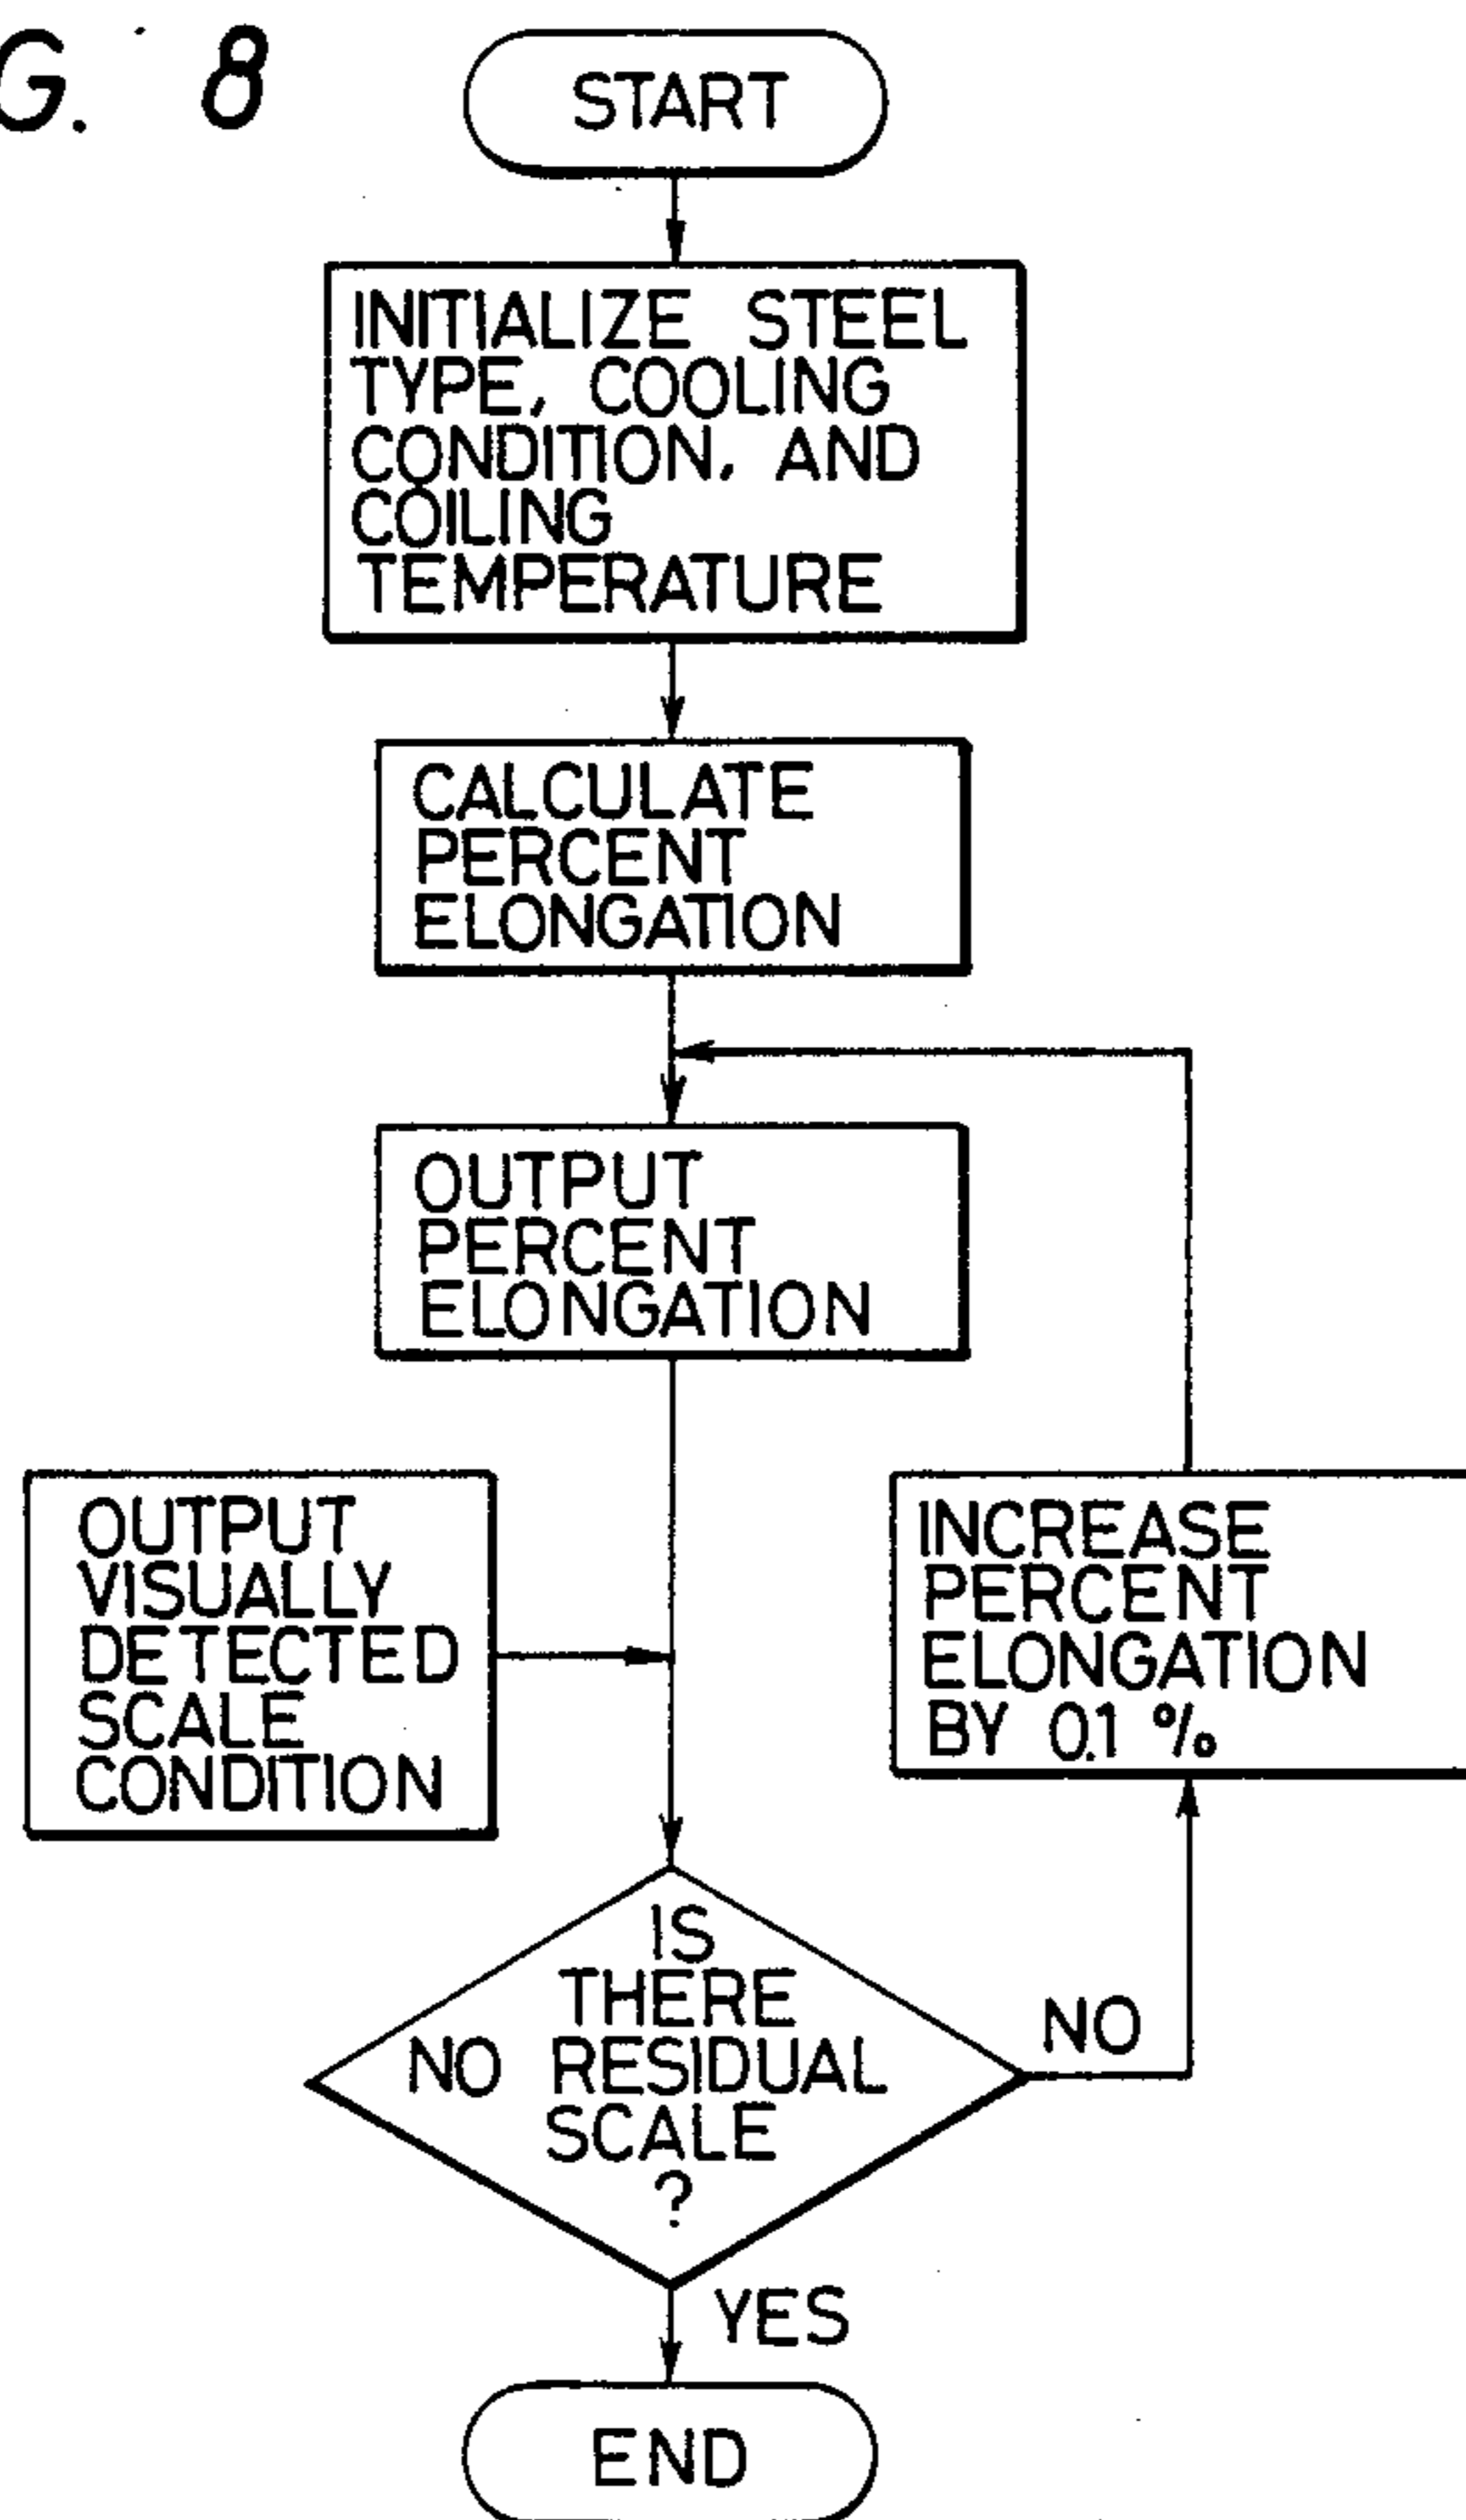 G. 8
START
INITIALIZE STEEL
TYPE, COOLING
CONDITION, AND
COILING
TEMPERATURE
CALCULATE
PERCENT
ELONGATION
OUTPUT
PERCENT
ELONGATION
OUTPUT
VISUALLY
DETECTED
SCALE
CONDITION
INCREASE
PERCENT
ELONGATION
BY 0.1 %
IS
THERE
NO RESIDUAL
SCALE
?
NO
YES
END